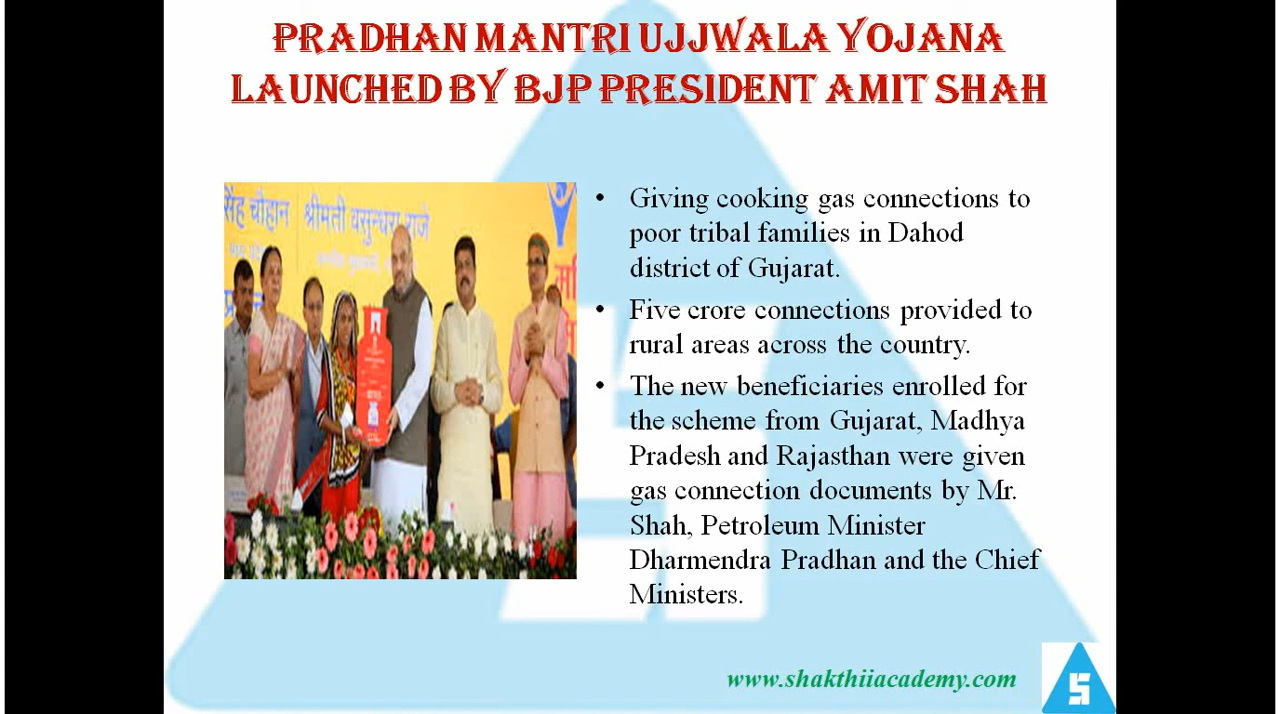 PRADHAN MANTRI UJJWALA YOJANA
LAUNCHED BY BJP PRESIDENT AMIT SHAH
सिंह चौहान श्रीमती वसुन्धरा राजे
• Giving cooking gas connections to
poor tribal families in Dahod
district of Gujarat.
• Five crore connections provided to
rural areas across the country.
• The new beneficiaries enrolled for
the scheme from Gujarat, Madhya
Pradesh and Rajasthan were given
gas connection documents by Mr.
Shah, Petroleum Minister
Dharmendra Pradhan and the Chief
Ministers.
www.shakthiiacademy.com
S